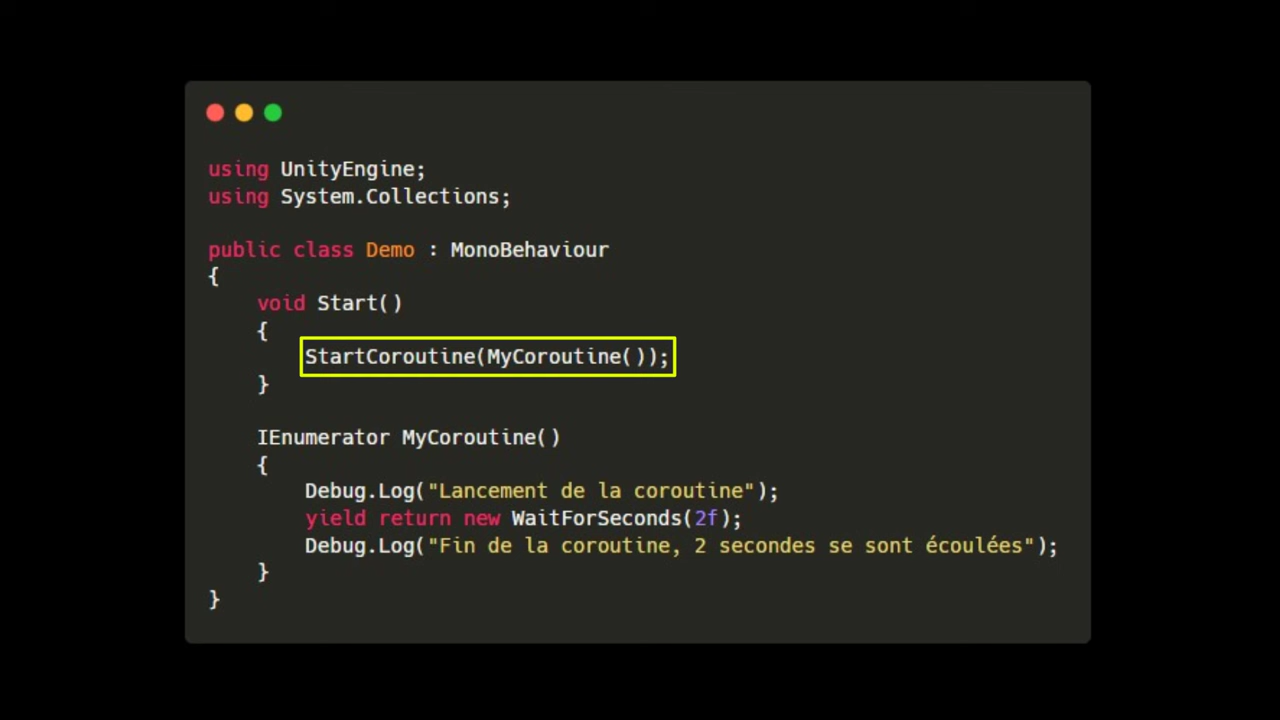 using UnityEngine;
using System.Collections;

public class Demo : MonoBehaviour
{
    void Start()
    {
        StartCoroutine(MyCoroutine());
    }

    IEnumerator MyCoroutine()
    {
        Debug.Log("Lancement de la coroutine");
        yield return new WaitForSeconds(2f);
        Debug.Log("Fin de la coroutine, 2 secondes se sont écoulées");
    }
}